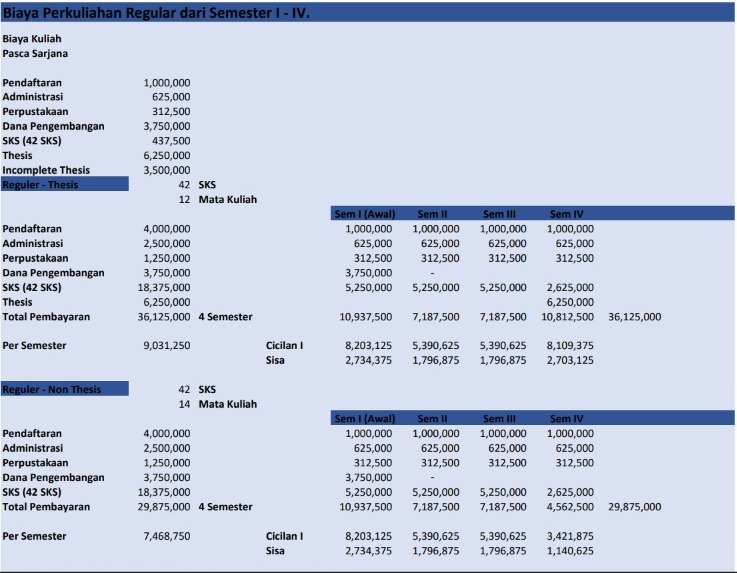 Biaya Perkuliahan Regular dari Semester I - IV.
Biaya Kuliah
Pasca Sarjana
Pendaftaran 1,000,000
Administrasi 625,000
Perpustakaan 312,500
Dana Pengembangan 3,750,000
SKS (42 SKS) 437,500
Thesis 6,250,000
Incomplete Thesis 3,500,000
Reguler - Thesis 42 SKS
12 Mata Kuliah
Sem I (Awal) Sem II Sem III Sem IV
Pendaftaran 4,000,000 1,000,000 1,000,000 1,000,000 1,000,000
Administrasi 2,500,000 625,000 625,000 625,000 625,000
Perpustakaan 1,250,000 312,500 312,500 312,500 312,500
Dana Pengembangan 3,750,000 3,750,000 -
SKS (42 SKS) 18,375,000 5,250,000 5,250,000 5,250,000 2,625,000
Thesis 6,250,000 6,250,000
Total Pembayaran 36,125,000 4 Semester 10,937,500 7,187,500 7,187,500 10,812,500 36,125,000
Per Semester 9,031,250 Cicilan I 8,203,125 5,390,625 5,390,625 8,109,375
Sisa 2,734,375 1,796,875 1,796,875 2,703,125
Reguler - Non Thesis 42 SKS
14 Mata Kuliah
Sem I (Awal) Sem II Sem III Sem IV
Pendaftaran 4,000,000 1,000,000 1,000,000 1,000,000 1,000,000
Administrasi 2,500,000 625,000 625,000 625,000 625,000
Perpustakaan 1,250,000 312,500 312,500 312,500 312,500
Dana Pengembangan 3,750,000 3,750,000 -
SKS (42 SKS) 18,375,000 5,250,000 5,250,000 5,250,000 2,625,000
Total Pembayaran 29,875,000 4 Semester 10,937,500 7,187,500 7,187,500 4,562,500 29,875,000
Per Semester 7,468,750 Cicilan I 8,203,125 5,390,625 5,390,625 3,421,875
Sisa 2,734,375 1,796,875 1,796,875 1,140,625